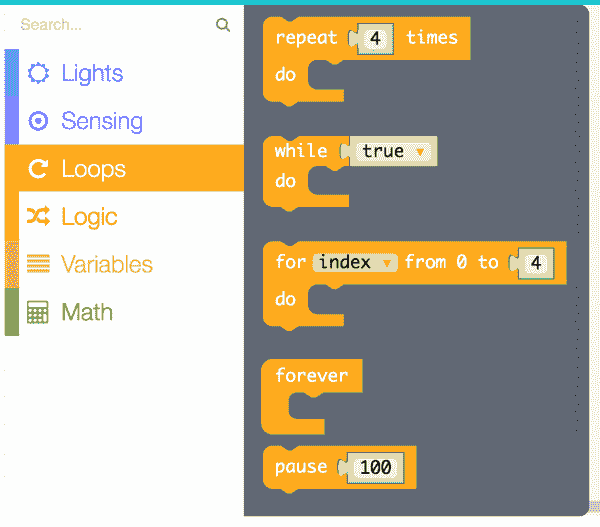 Search...
Lights
Sensing
Loops
Logic
Variables
Math
repeat 4 times
do
while true
do
for index from 0 to 4
do
forever
pause 100